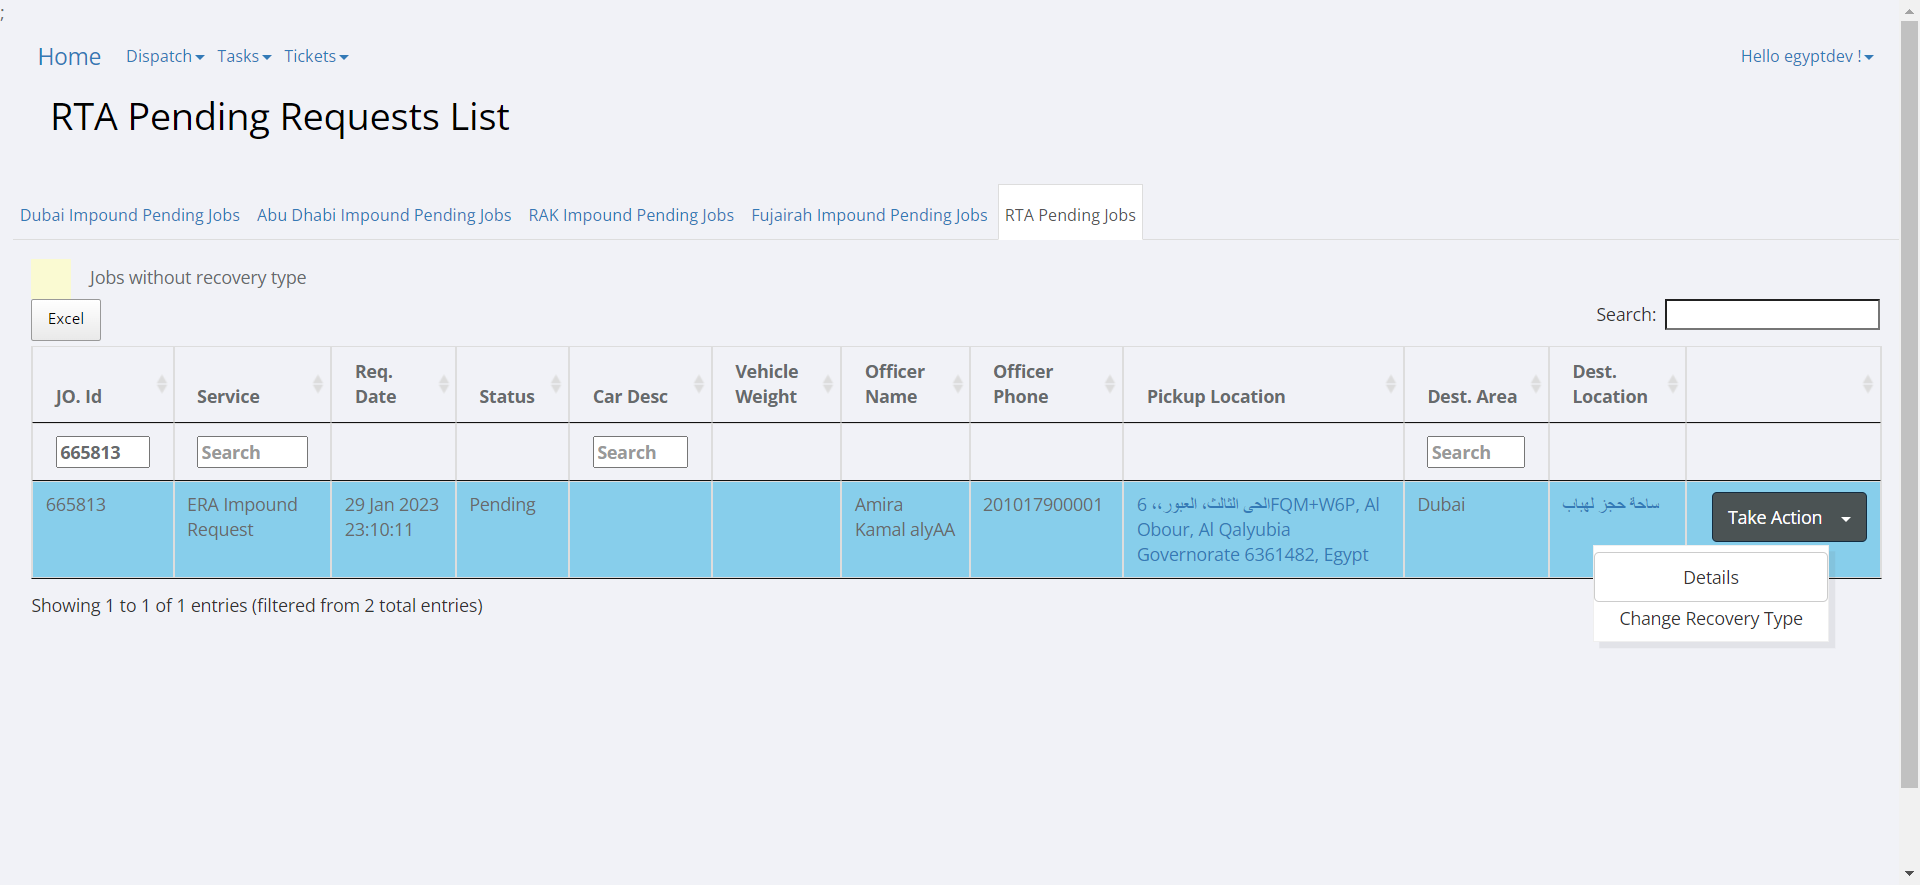 ;
Home Dispatch Tasks Tickets Hello egyptdev !
RTA Pending Requests List
Dubai Impound Pending Jobs Abu Dhabi Impound Pending Jobs RAK Impound Pending Jobs Fujairah Impound Pending Jobs RTA Pending Jobs
Jobs without recovery type
Excel
Search:
JO. Id
Service
Req.
Date
Status
Car Desc
Vehicle
Weight
Officer
Name
Officer
Phone
Pickup Location
Dest. Area
Dest.
Location
665813 Search Search Search
665813
ERA Impound
Request
29 Jan 2023
23:10:11
Pending
Amira
Kamal alyAA
201017900001
6 الحى الثالث، العبور،،FQM+W6P, Al
Obour, Al Qalyubia
Governorate 6361482, Egypt
Dubai
ساحة حجز لهباب
Take Action
Details
Change Recovery Type
Showing 1 to 1 of 1 entries (filtered from 2 total entries)